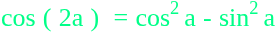 cos ( 2a ) = cos² a - sin² a